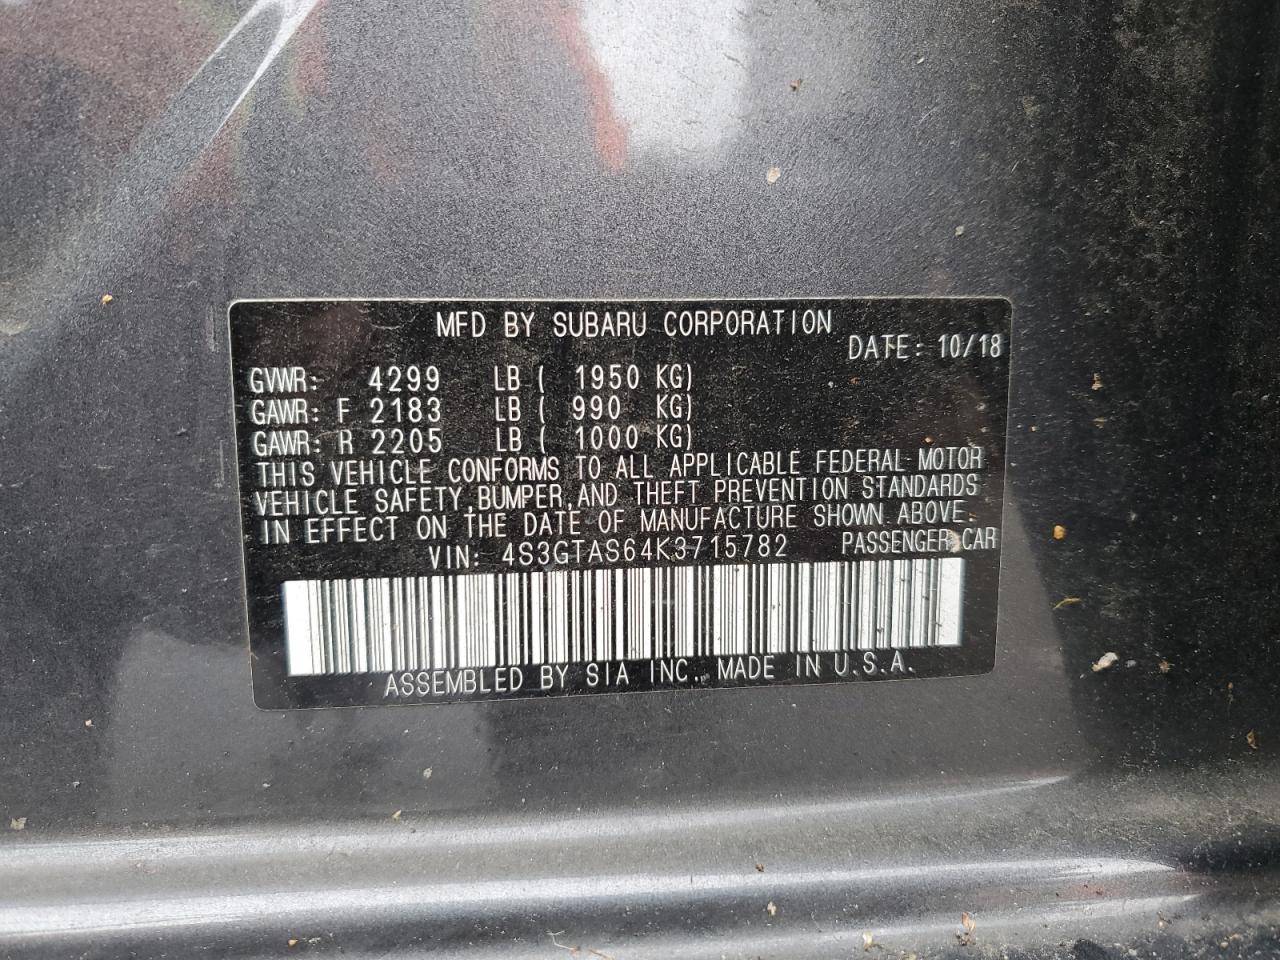 MFD BY SUBARU CORPORATION
DATE: 10/18
GVWR: 4299 LB ( 1950 KG)
GAWR: F 2183 LB ( 990 KG)
GAWR: R 2205 LB ( 1000 KG)
THIS VEHICLE CONFORMS TO ALL APPLICABLE FEDERAL MOTOR
VEHICLE SAFETY,BUMPER,AND THEFT PREVENTION STANDARDS
IN EFFECT ON THE DATE OF MANUFACTURE SHOWN ABOVE.
VIN: 4S3GTAS64K3715782 PASSENGER CAR
ASSEMBLED BY SIA INC. MADE IN U.S.A.